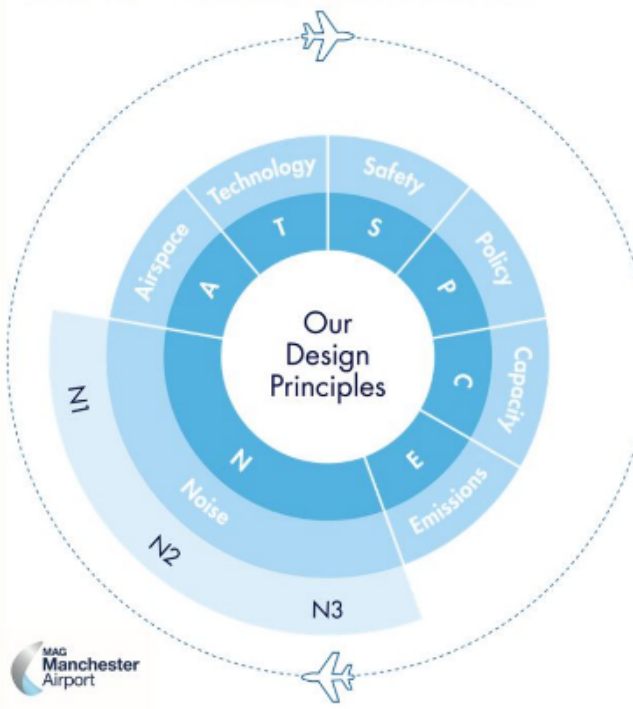 Our
Design
Principles
S
Safety
P
Policy
C
Capacity
E
Emissions
N
Noise
N1
N2
N3
A
Airspace
T
Technology
MAG
Manchester
Airport